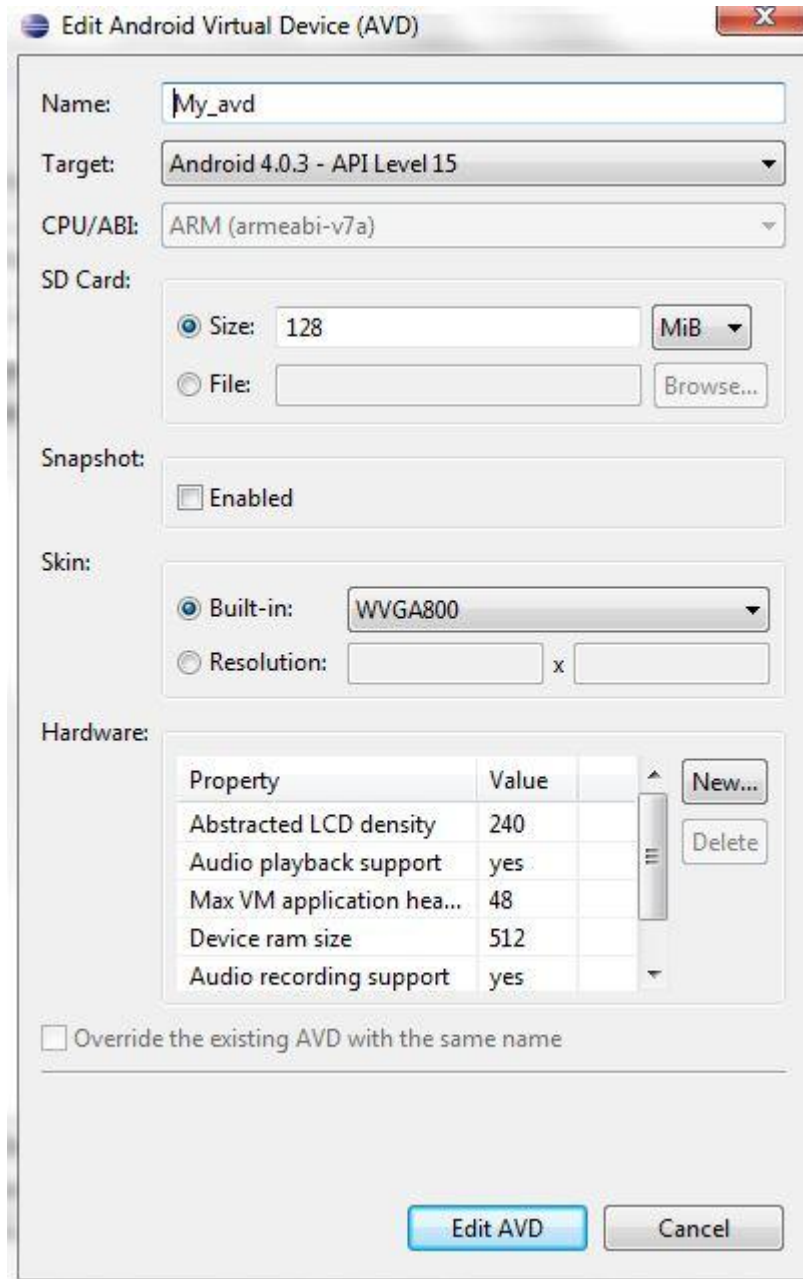 Edit Android Virtual Device (AVD)
Name: My_avd
Target: Android 4.0.3 - API Level 15
CPU/ABI: ARM (armeabi-v7a)
SD Card:
Size: 128 MiB
File: Browse...
Snapshot:
Enabled
Skin:
Built-in: WVGA800
Resolution: x
Hardware:
Property Value New...
Abstracted LCD density 240 Delete
Audio playback support yes
Max VM application hea... 48
Device ram size 512
Audio recording support yes
Override the existing AVD with the same name
Edit AVD Cancel